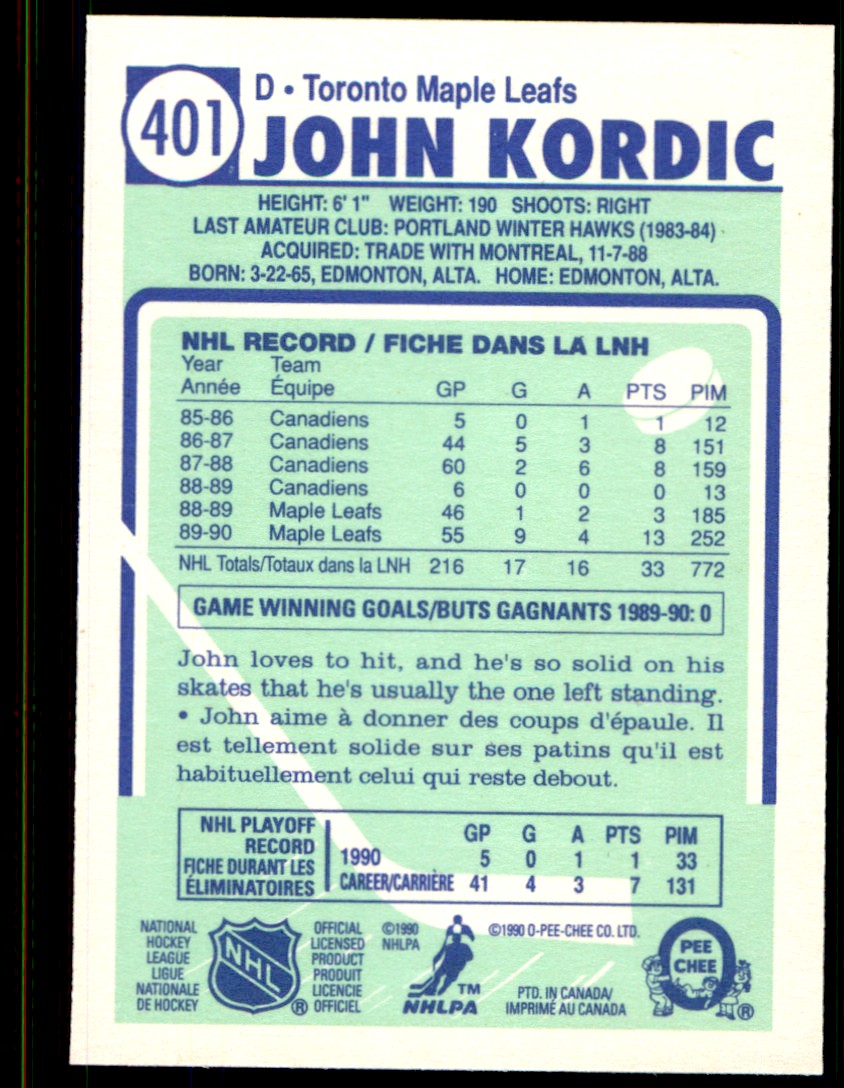 401
D • Toronto Maple Leafs
JOHN KORDIC
HEIGHT: 6' 1" WEIGHT: 190 SHOOTS: RIGHT
LAST AMATEUR CLUB: PORTLAND WINTER HAWKS (1983-84)
ACQUIRED: TRADE WITH MONTREAL, 11-7-88
BORN: 3-22-65, EDMONTON, ALTA. HOME: EDMONTON, ALTA.
NHL RECORD / FICHE DANS LA LNH
Year Team
Année Équipe GP G A PTS PIM
85-86 Canadiens 5 0 1 1 12
86-87 Canadiens 44 5 3 8 151
87-88 Canadiens 60 2 6 8 159
88-89 Canadiens 6 0 0 0 13
88-89 Maple Leafs 46 1 2 3 185
89-90 Maple Leafs 55 9 4 13 252
NHL Totals/Totaux dans la LNH 216 17 16 33 772
GAME WINNING GOALS/BUTS GAGNANTS 1989-90: 0
John loves to hit, and he's so solid on his
skates that he's usually the one left standing.
• John aime à donner des coups d'épaule. Il
est tellement solide sur ses patins qu'il est
habituellement celui qui reste debout.
NHL PLAYOFF
RECORD
FICHE DURANT LES
ÉLIMINATOIRES
GP G A PTS PIM
1990 5 0 1 1 33
CAREER/CARRIÈRE 41 4 3 7 131
NATIONAL
HOCKEY
LEAGUE
LIGUE
NATIONALE
DE HOCKEY
NHL
®
OFFICIAL
LICENSED
PRODUCT
PRODUIT
LICENCIE
OFFICIEL
©1990
NHLPA
TM
NHLPA
©1990 O-PEE-CHEE CO. LTD.
PTD. IN CANADA/
IMPRIMÉ AU CANADA
O
PEE
CHEE
®